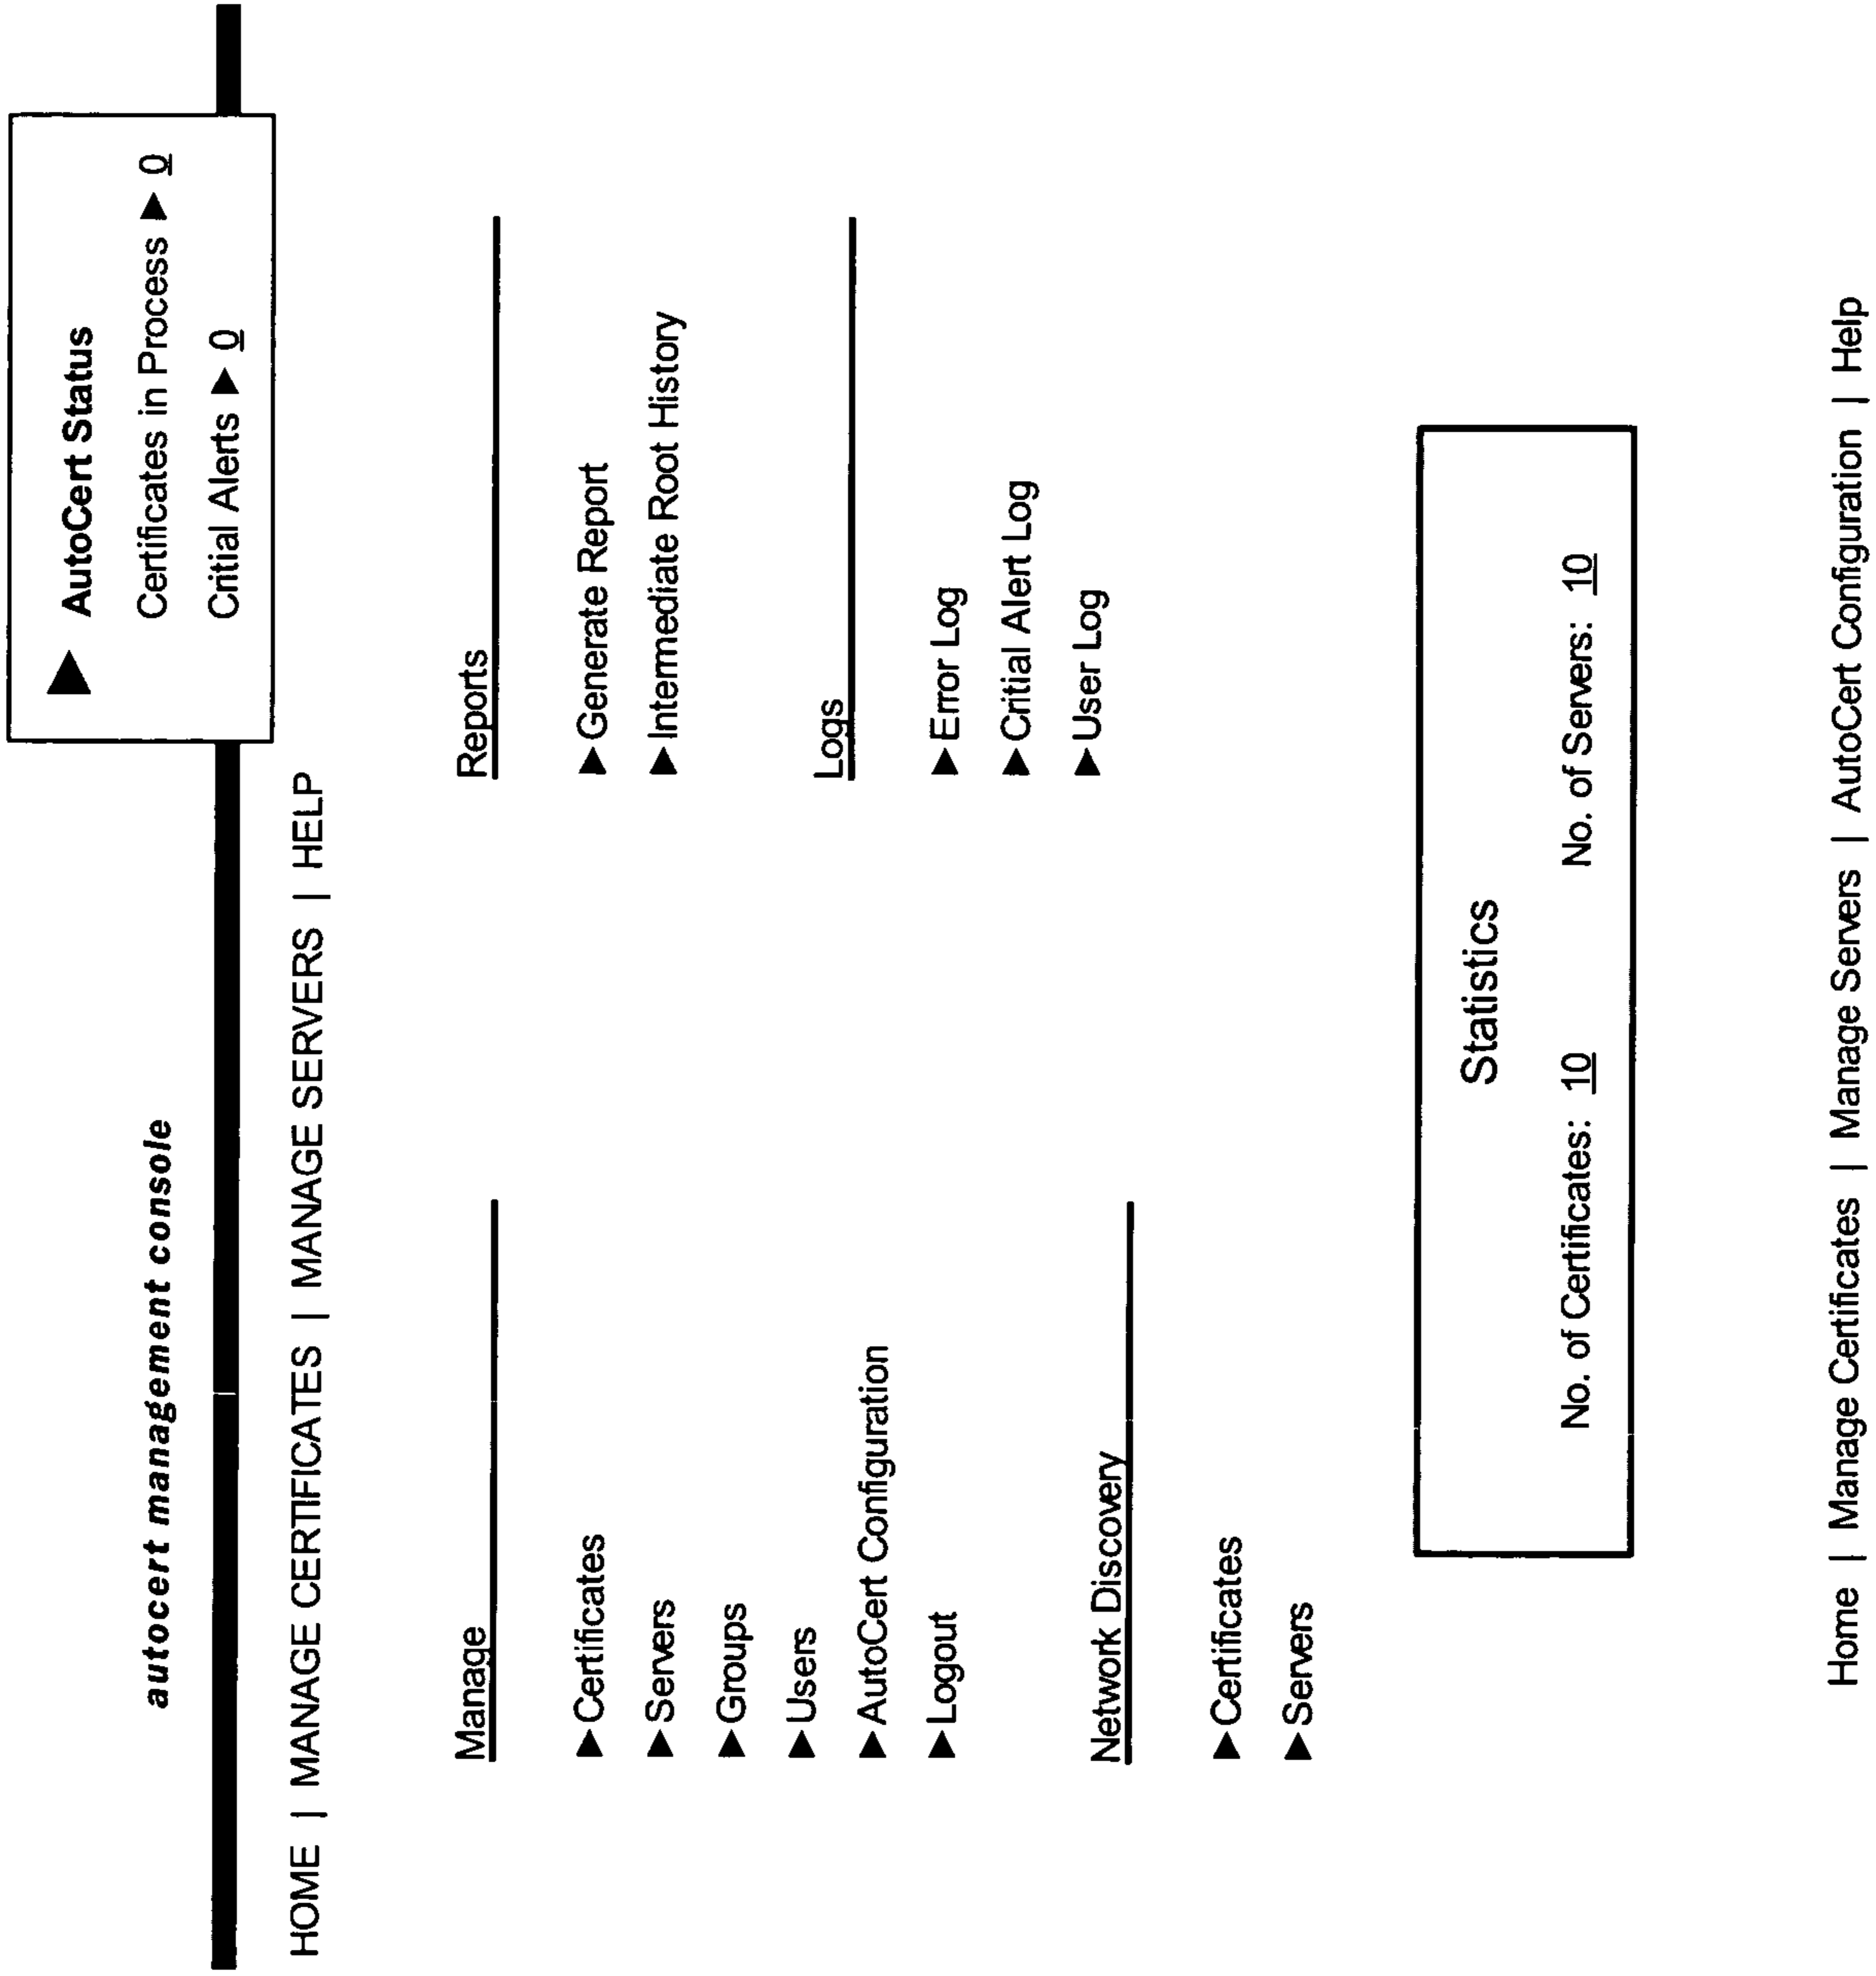 autocert management console
AutoCert Status
Certificates in Process 0
Critial Alerts 0
HOME | MANAGE CERTIFICATES | MANAGE SERVERS | HELP
Manage
Certificates
Servers
Groups
Users
AutoCert Configuration
Logout
Network Discovery
Certificates
Servers
Reports
Generate Report
Intermediate Root History
Logs
Error Log
Critial Alert Log
User Log
Statistics
No. of Certificates: 10 No. of Servers: 10
Home | Manage Certificates | Manage Servers | AutoCert Configuration | Help